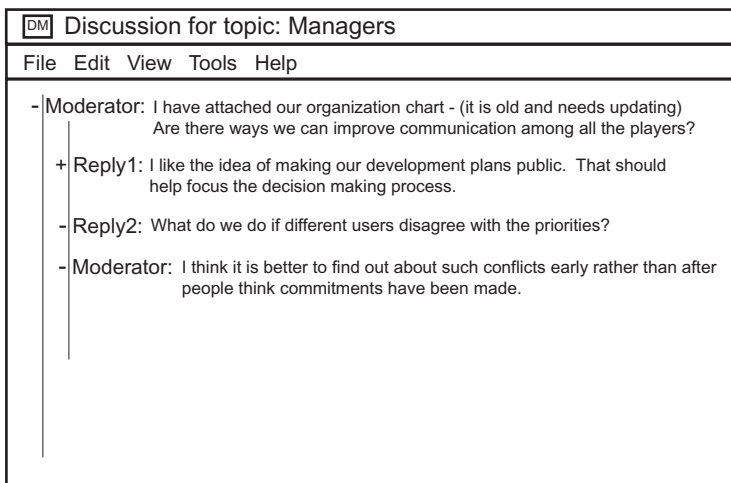 DM Discussion for topic: Managers
File Edit View Tools Help
- Moderator: I have attached our organization chart - (it is old and needs updating)
Are there ways we can improve communication among all the players?
+ Reply1: I like the idea of making our development plans public. That should
help focus the decision making process.
- Reply2: What do we do if different users disagree with the priorities?
- Moderator: I think it is better to find out about such conflicts early rather than after
people think commitments have been made.